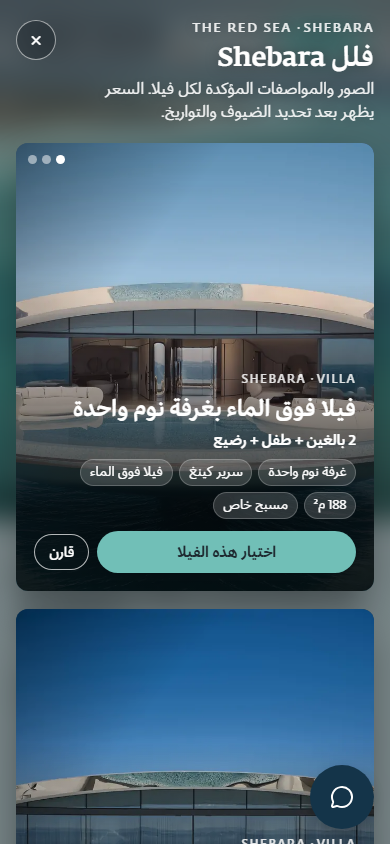 THE RED SEA · SHEBARA
فلل Shebara
الصور والمواصفات المؤكدة لكل فيلا. السعر
يظهر بعد تحديد الضيوف والتواريخ.
SHEBARA · VILLA
فيلا فوق الماء بغرفة نوم واحدة
2 بالغين + طفل + رضيع
غرفة نوم واحدة
سرير كينغ
فيلا فوق الماء
188 م²
مسبح خاص
اختيار هذه الفيلا
قارن
SHEBARA · VILLA